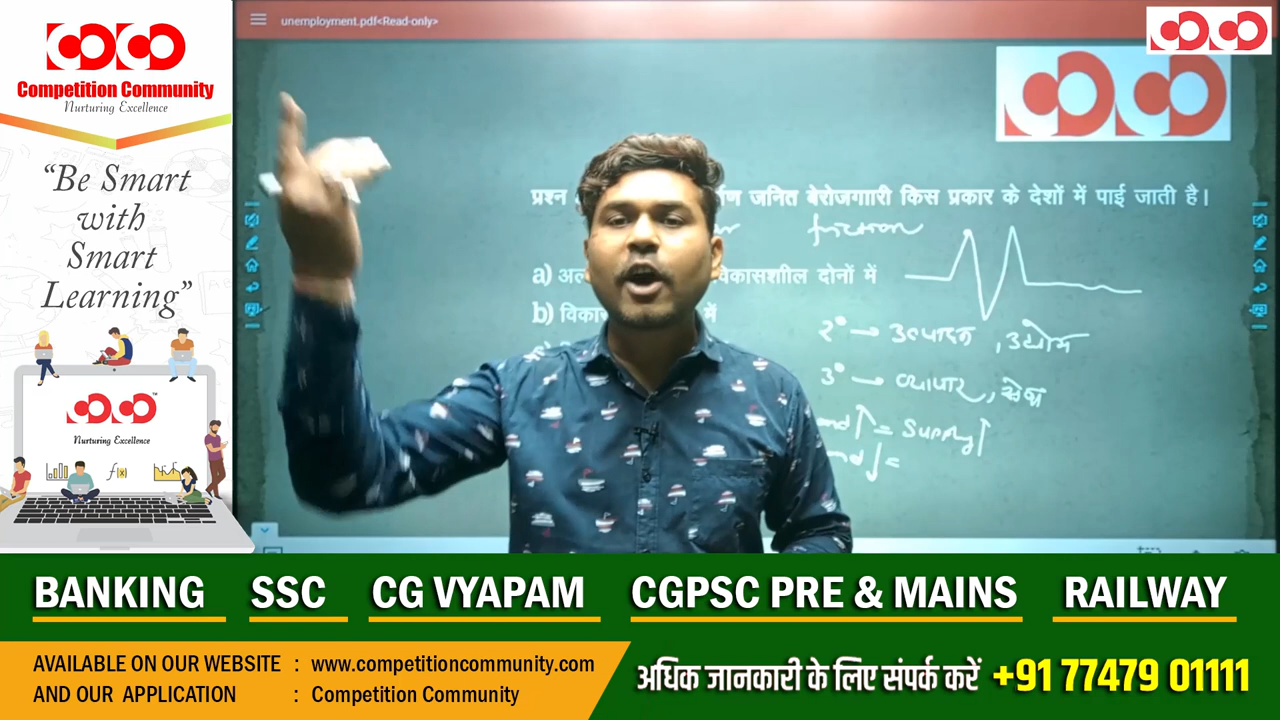 Competition Community
Nurturing Excellence
“Be Smart
with
Smart
Learning”
Nurturing Excellence
f(x)
unemployment.pdf<Read-only>
प्रश्न
जनित बेरोजगाारी किस प्रकार के देशों में पाई जाती है।
friction
a) अल
विकासशाील दोनों में
b) विकास
में
2° → उत्पादन , उद्योग
3° → व्यापार, सेवा
↑ = Supply↑
↓ =
BANKING SSC CG VYAPAM CGPSC PRE & MAINS RAILWAY
AVAILABLE ON OUR WEBSITE : www.competitioncommunity.com
AND OUR APPLICATION : Competition Community
अधिक जानकारी के लिए संपर्क करें +91 77479 01111